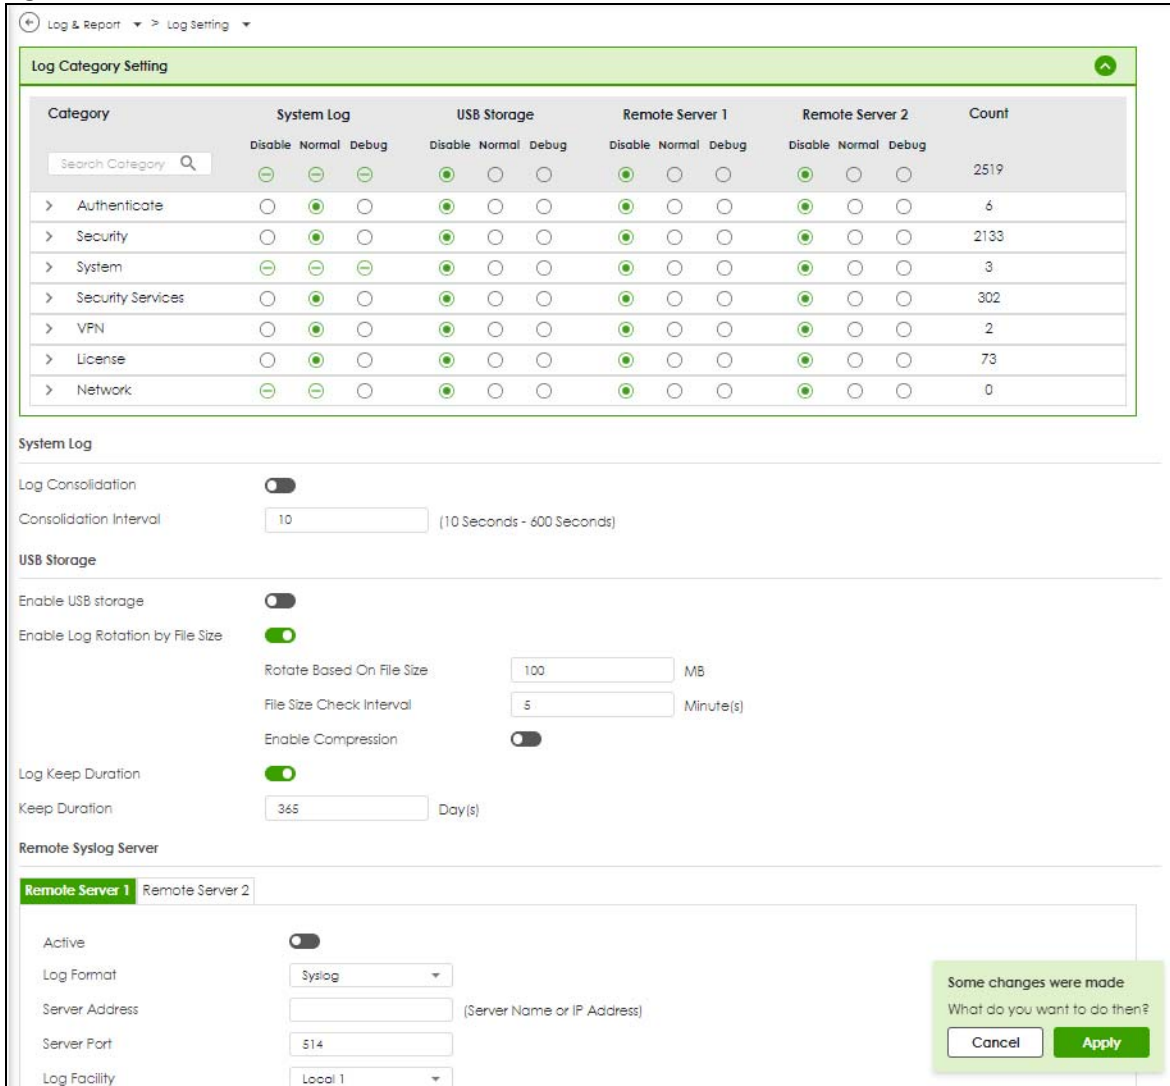 Log & Report > Log Setting
Log Category Setting
Category System Log USB Storage Remote Server 1 Remote Server 2 Count
Disable Normal Debug Disable Normal Debug Disable Normal Debug Disable Normal Debug
Search Category 2519
Authenticate 6
Security 2133
System 3
Security Services 302
VPN 2
License 73
Network 0
System Log
Log Consolidation
Consolidation Interval 10 (10 Seconds - 600 Seconds)
USB Storage
Enable USB storage
Enable Log Rotation by File Size
Rotate Based On File Size 100 MB
File Size Check Interval 5 Minute(s)
Enable Compression
Log Keep Duration
Keep Duration 365 Day(s)
Remote Syslog Server
Remote Server 1 Remote Server 2
Active
Log Format Syslog
Server Address (Server Name or IP Address)
Server Port 514
Log Facility Local 1
Some changes were made
What do you want to do then?
Cancel Apply